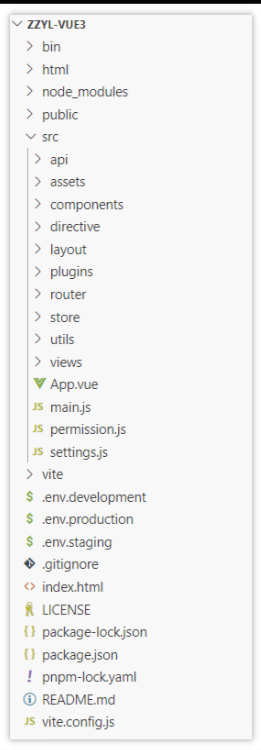 ZZYL-VUE3
bin
html
node_modules
public
src
api
assets
components
directive
layout
plugins
router
store
utils
views
App.vue
JS main.js
JS permission.js
JS settings.js
vite
$ .env.development
$ .env.production
$ .env.staging
.gitignore
<> index.html
LICENSE
{} package-lock.json
{} package.json
! pnpm-lock.yaml
README.md
JS vite.config.js